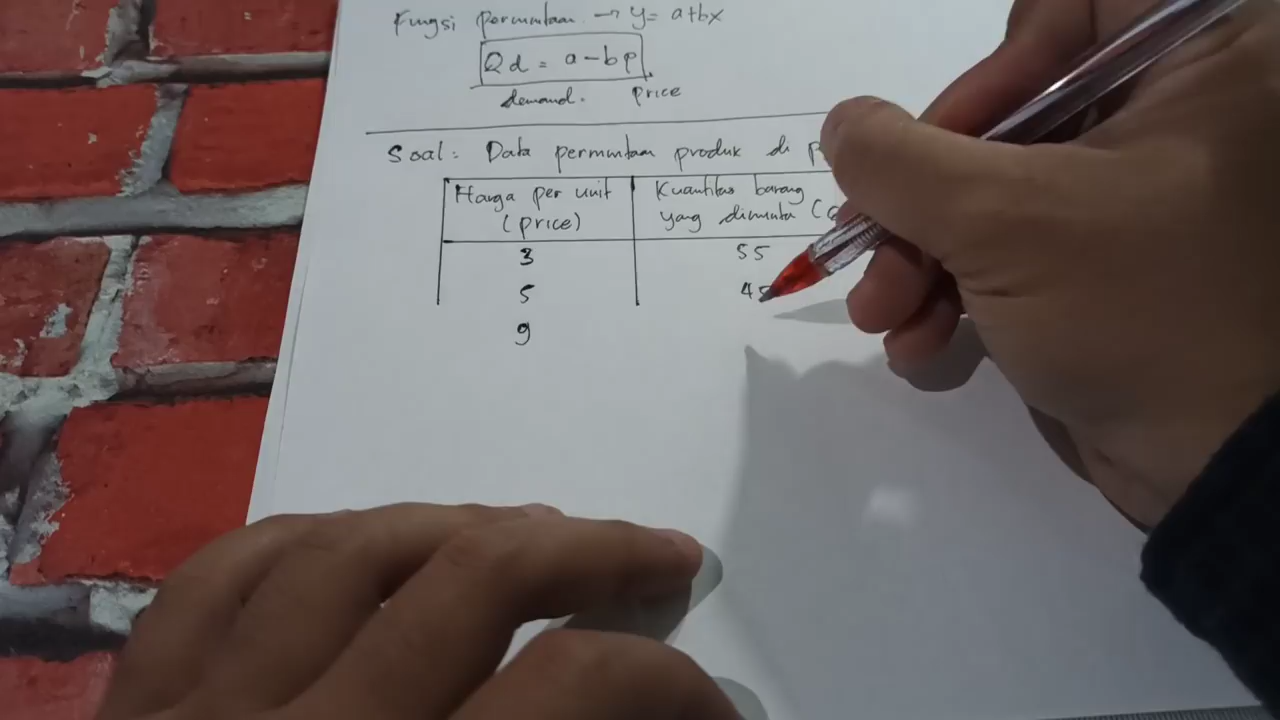 Fungsi permintaan → y = a+bx
Qd = a - bp
demand. price
Soal: Data permintaan produk di
Harga per unit (price)
Kuantitas barang yang diminta
3 55
5
9